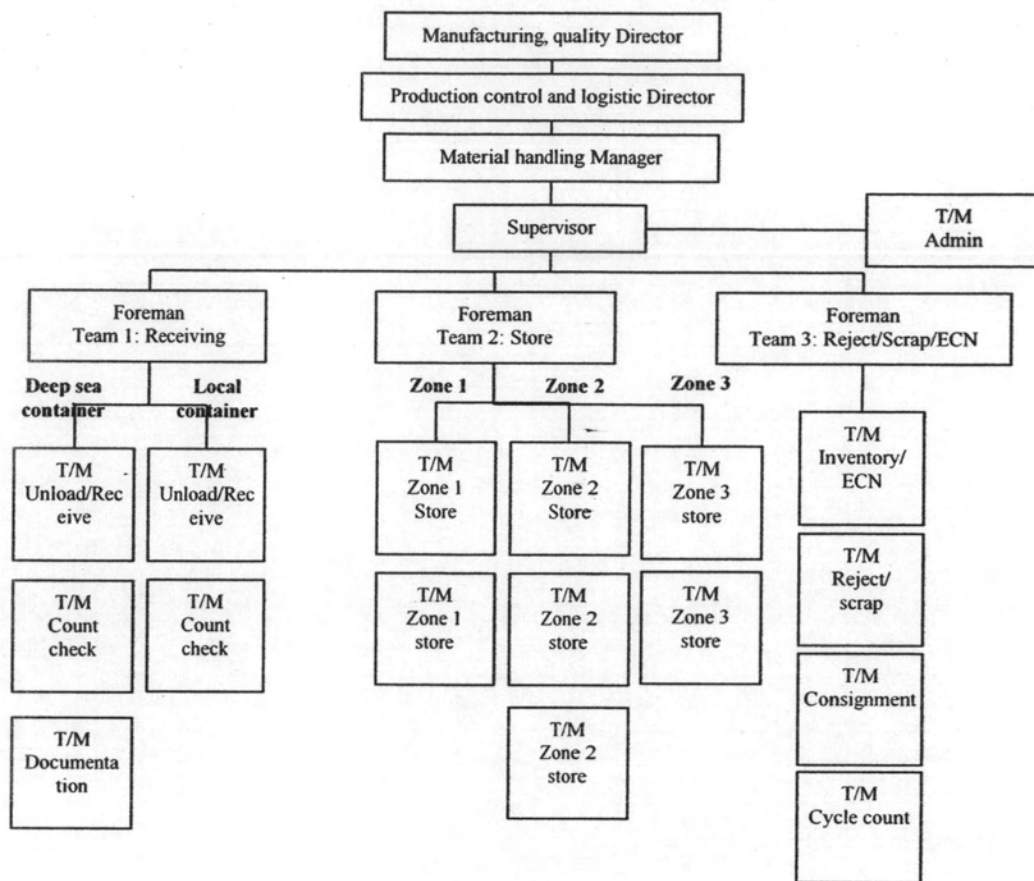 Manufacturing, quality Director
Production control and logistic Director
Material handling Manager
Supervisor
T/M
Admin
Foreman
Team 1: Receiving
Foreman
Team 2: Store
Foreman
Team 3: Reject/Scrap/ECN
Deep sea
container
Local
container
Zone 1
Zone 2
Zone 3
T/M
Unload/Rec
eive
T/M
Unload/Rec
eive
T/M
Zone 1
Store
T/M
Zone 2
Store
T/M
Zone 3
store
T/M
Inventory/
ECN
T/M
Count
check
T/M
Count
check
T/M
Zone 1
store
T/M
Zone 2
store
T/M
Zone 3
store
T/M
Reject/
scrap
T/M
Consignment
T/M
Documenta
tion
T/M
Zone 2
store
T/M
Cycle count